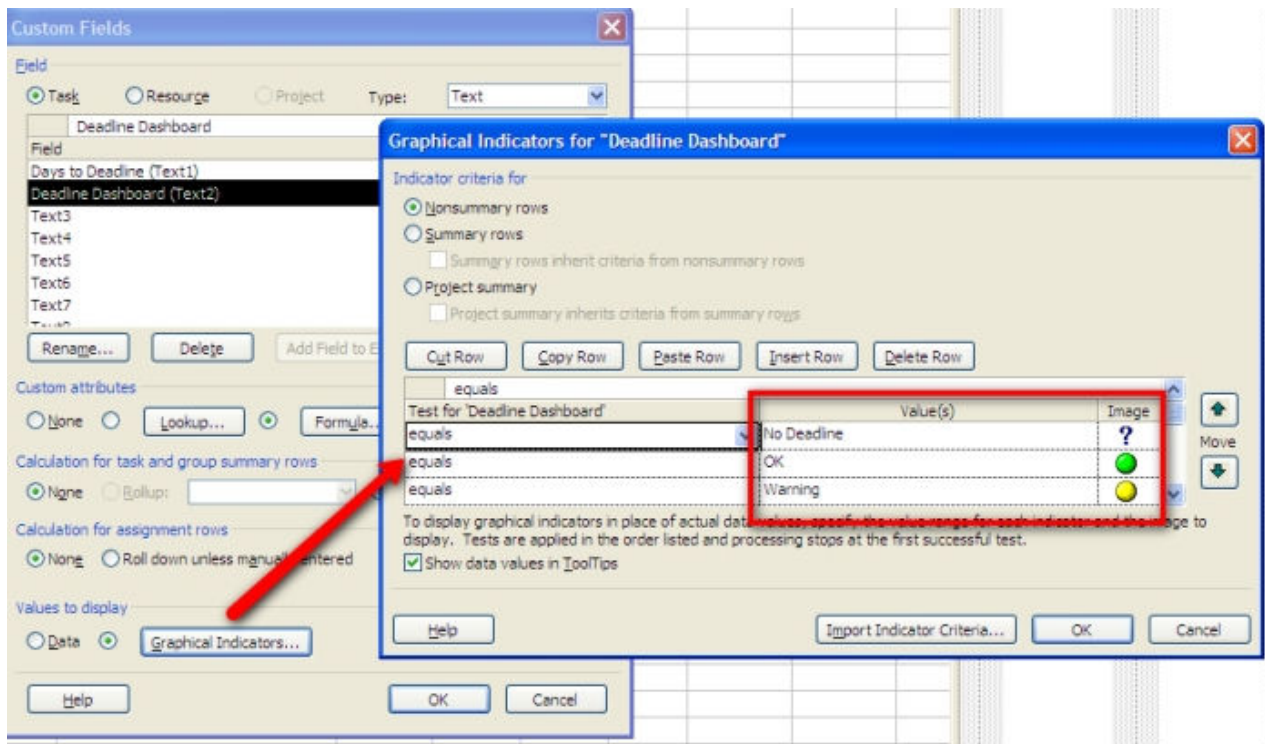 Custom Fields
Field
Task Resource Project Type: Text
Deadline Dashboard
Field
Days to Deadline (Text1)
Deadline Dashboard (Text2)
Text3
Text4
Text5
Text6
Text7
Rename... Delete Add Field to E
Custom attributes
None Lookup... Formula..
Calculation for task and group summary rows
None Rollup:
Calculation for assignment rows
None Roll down unless manually entered
Values to display
Data Graphical Indicators...
Help OK Cancel
Graphical Indicators for "Deadline Dashboard"
Indicator criteria for
Nonsummary rows
Summary rows
Summary rows inherit criteria from nonsummary rows
Project summary
Project summary inherits criteria from summary rows
Cut Row Copy Row Paste Row Insert Row Delete Row
equals
Test for 'Deadline Dashboard' Value(s) Image
equals No Deadline ?
equals OK
equals Warning
Move
To display graphical indicators in place of actual data values, specify the value range for each indicator and the image to
display. Tests are applied in the order listed and processing stops at the first successful test.
Show data values in ToolTips
Help Import Indicator Criteria... OK Cancel